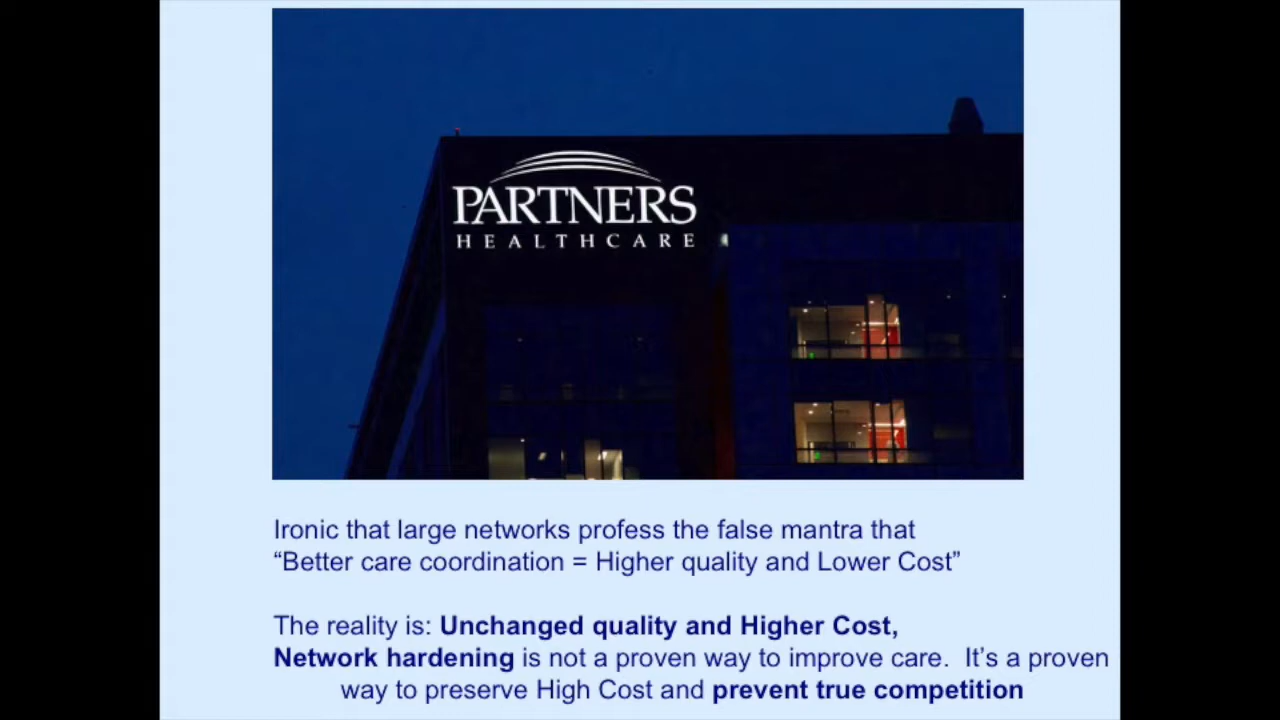 PARTNERS
HEALTHCARE
Ironic that large networks profess the false mantra that
“Better care coordination = Higher quality and Lower Cost”
The reality is: Unchanged quality and Higher Cost,
Network hardening is not a proven way to improve care.  It’s a proven
way to preserve High Cost and prevent true competition